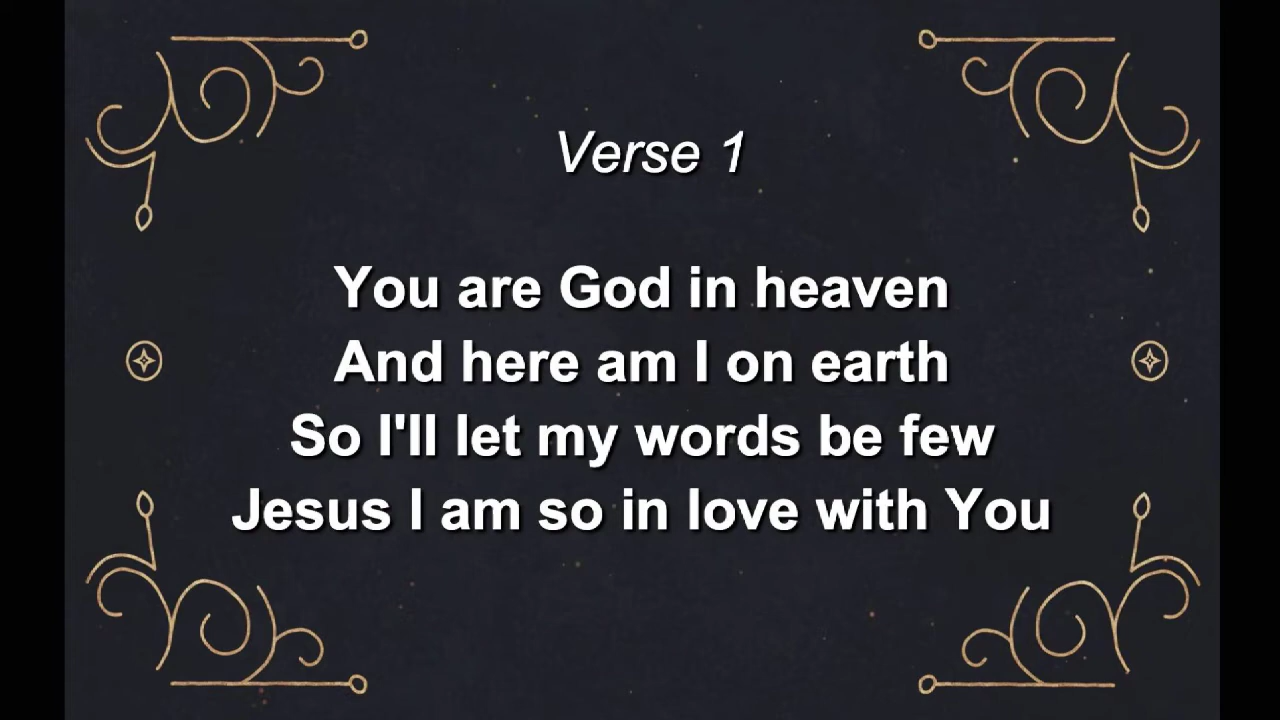 Verse 1
You are God in heaven
And here am I on earth
So I'll let my words be few
Jesus I am so in love with You